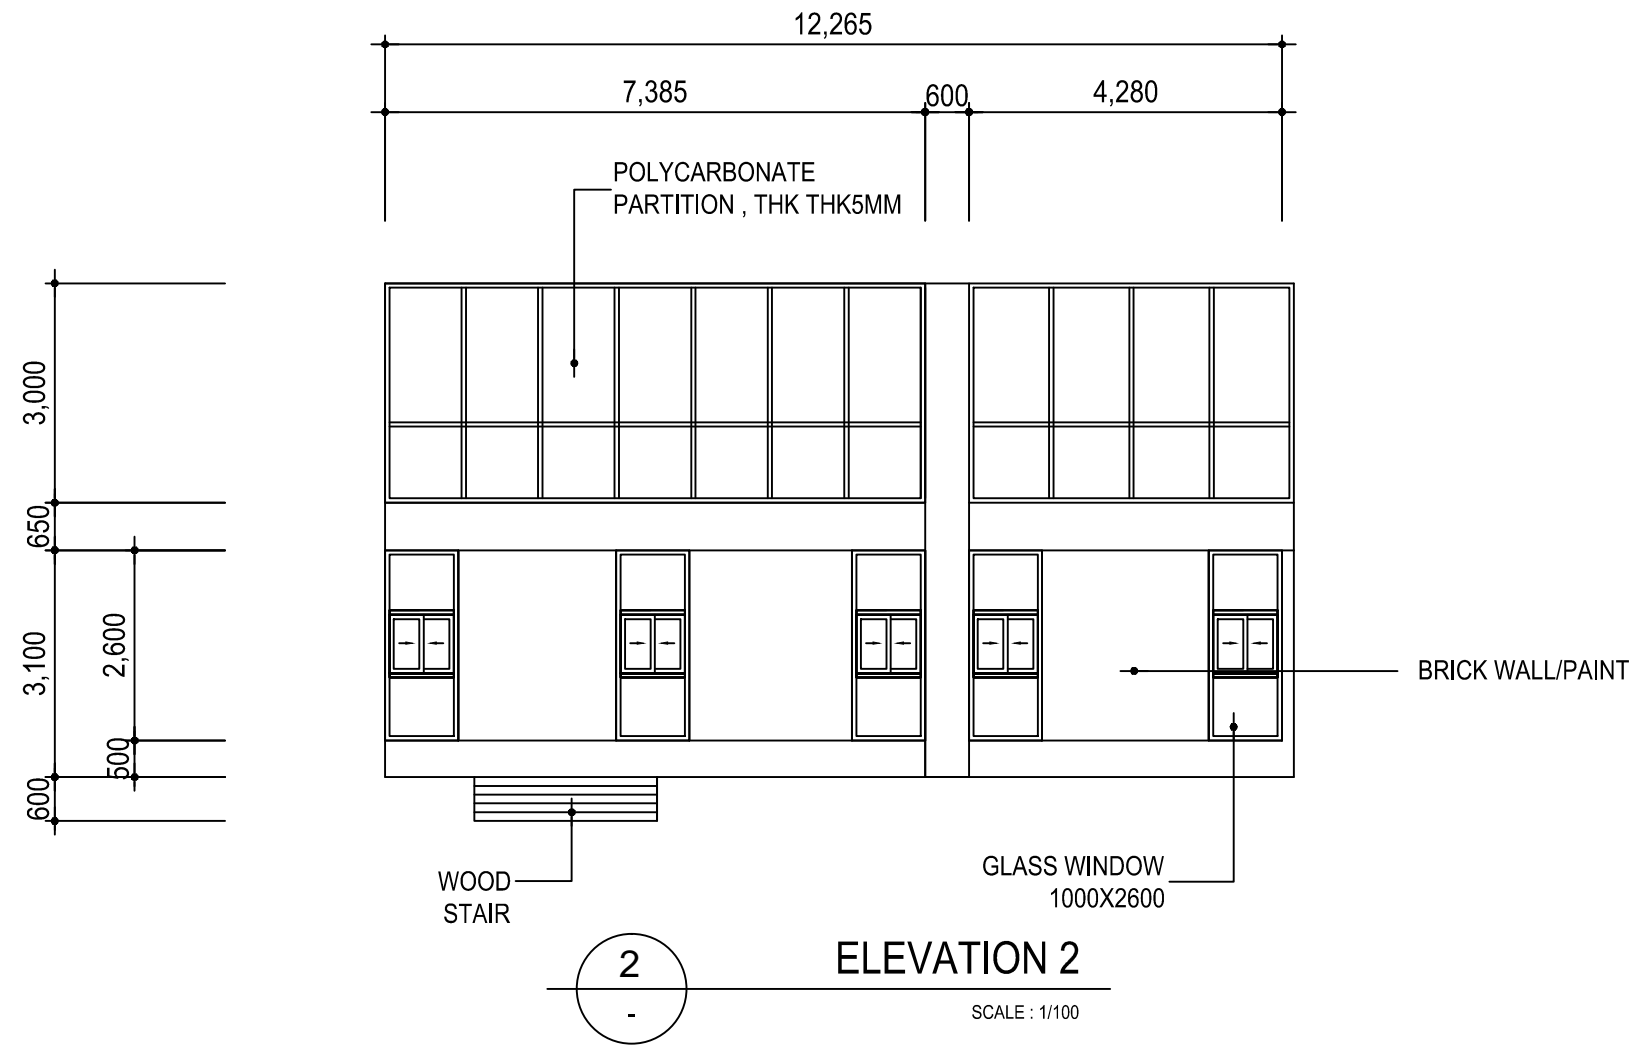 12,265
7,385
600
4,280
POLYCARBONATE
PARTITION , THK THK5MM
3,000
650
3,100
2,600
500
600
BRICK WALL/PAINT
GLASS WINDOW
1000X2600
WOOD
STAIR
2
-
ELEVATION 2
SCALE : 1/100